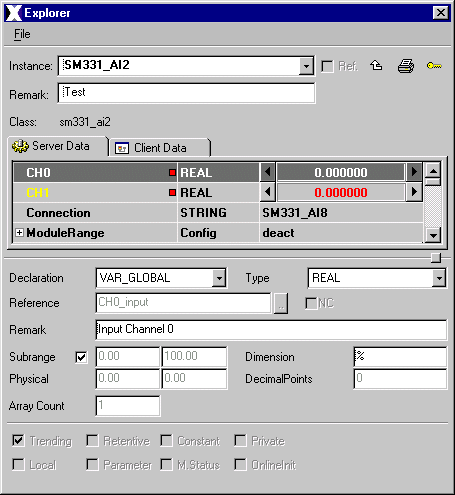 Explorer
File
Instance: SM331_AI2 Ref.
Remark: Test
Class: sm331_ai2
Server Data Client Data
CH0 REAL 0.000000
CH1 REAL 0.000000
Connection STRING SM331_AI8
ModuleRange Config deact
Declaration VAR_GLOBAL Type REAL
Reference CH0_input .. NC
Remark Input Channel 0
Subrange 0.00 100.00 Dimension %
Physical 0.00 0.00 DecimalPoints 0
Array Count 1
Trending Retentive Constant Private
Local Parameter M.Status OnlineInit